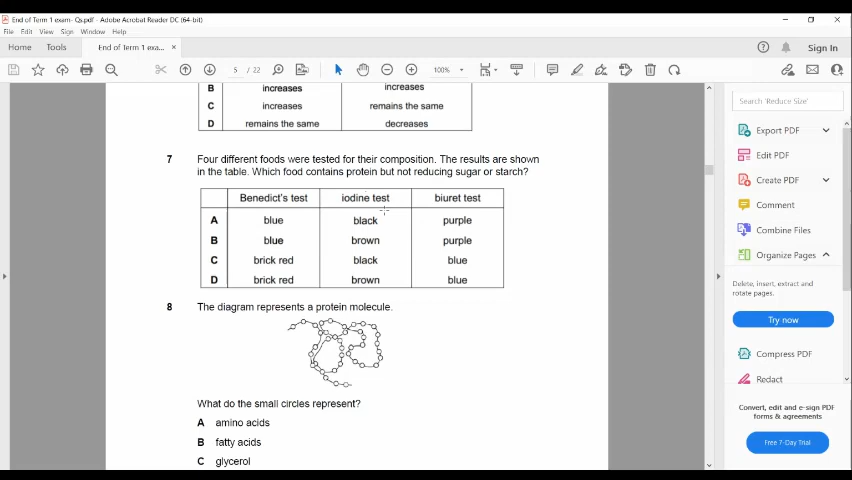 End of Term 1 exam- Qs.pdf - Adobe Acrobat Reader DC (64-bit)
File Edit View Sign Window Help
Home Tools End of Term 1 exa... × Sign In
5 / 22 100%
B increases increases
C increases remains the same
D remains the same decreases
7 Four different foods were tested for their composition. The results are shown
in the table. Which food contains protein but not reducing sugar or starch?
Benedict's test iodine test biuret test
A blue black purple
B blue brown purple
C brick red black blue
D brick red brown blue
8 The diagram represents a protein molecule.
What do the small circles represent?
A amino acids
B fatty acids
C glycerol
Search 'Reduce Size'
Export PDF
Edit PDF
Create PDF
Comment
Combine Files
Organize Pages
Delete, insert, extract and
rotate pages.
Try now
Compress PDF
Redact
Convert, edit and e-sign PDF
forms & agreements
Free 7-Day Trial